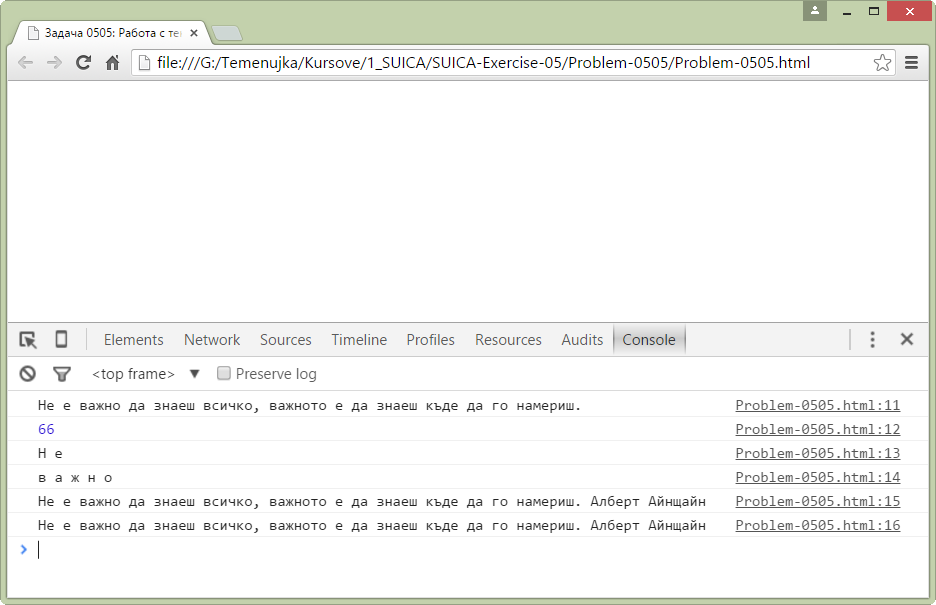 Задача 0505: Работа с те
file:///G:/Temenujka/Kursove/1_SUICA/SUICA-Exercise-05/Problem-0505/Problem-0505.html
Elements Network Sources Timeline Profiles Resources Audits Console
<top frame> ▼ Preserve log
Не е важно да знаеш всичко, важното е да знаеш къде да го намериш. Problem-0505.html:11
66 Problem-0505.html:12
Н е Problem-0505.html:13
в а ж н о Problem-0505.html:14
Не е важно да знаеш всичко, важното е да знаеш къде да го намериш. Алберт Айнщайн Problem-0505.html:15
Не е важно да знаеш всичко, важното е да знаеш къде да го намериш. Алберт Айнщайн Problem-0505.html:16